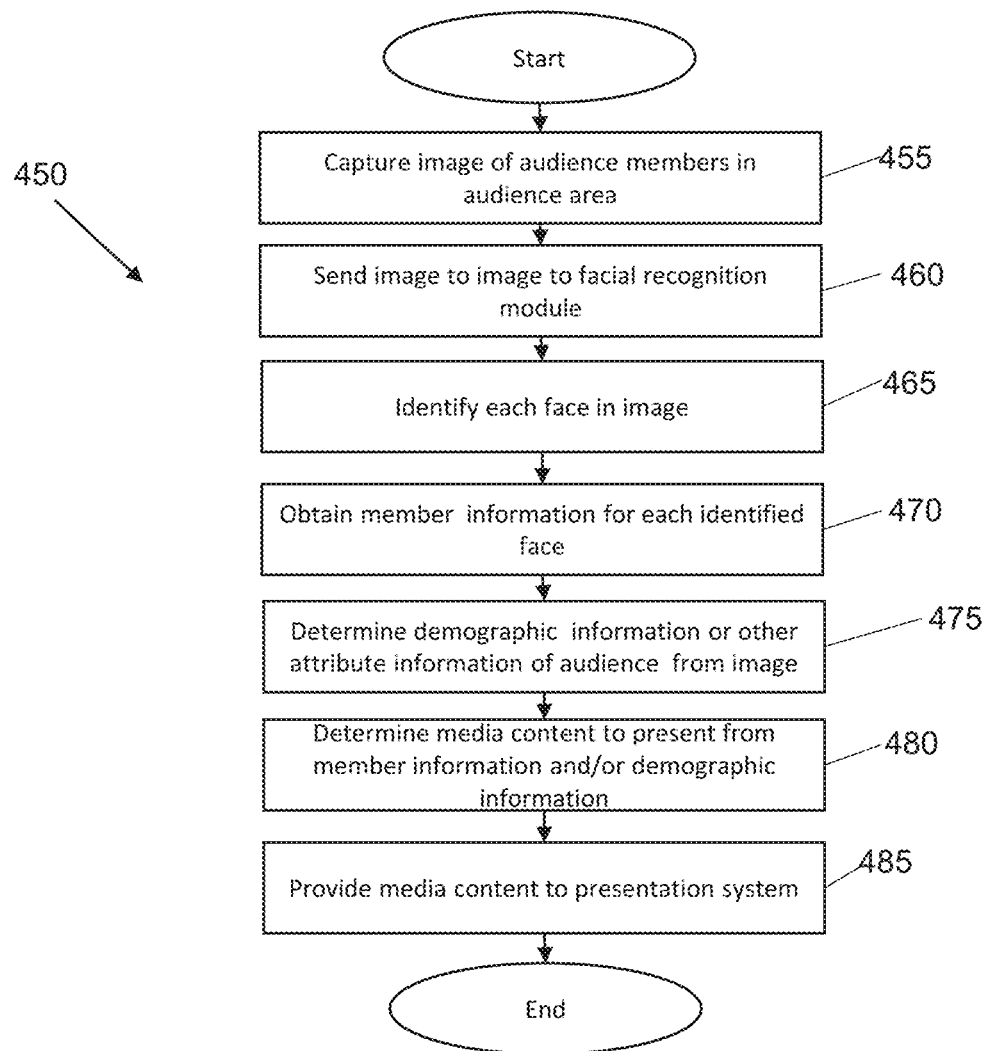 Start
450
Capture image of audience members in
audience area
455
Send image to image to facial recognition
module
460
Identify each face in image
465
Obtain member information for each identified
face
470
Determine demographic information or other
attribute information of audience from image
475
Determine media content to present from
member information and/or demographic
information
480
Provide media content to presentation system
485
End